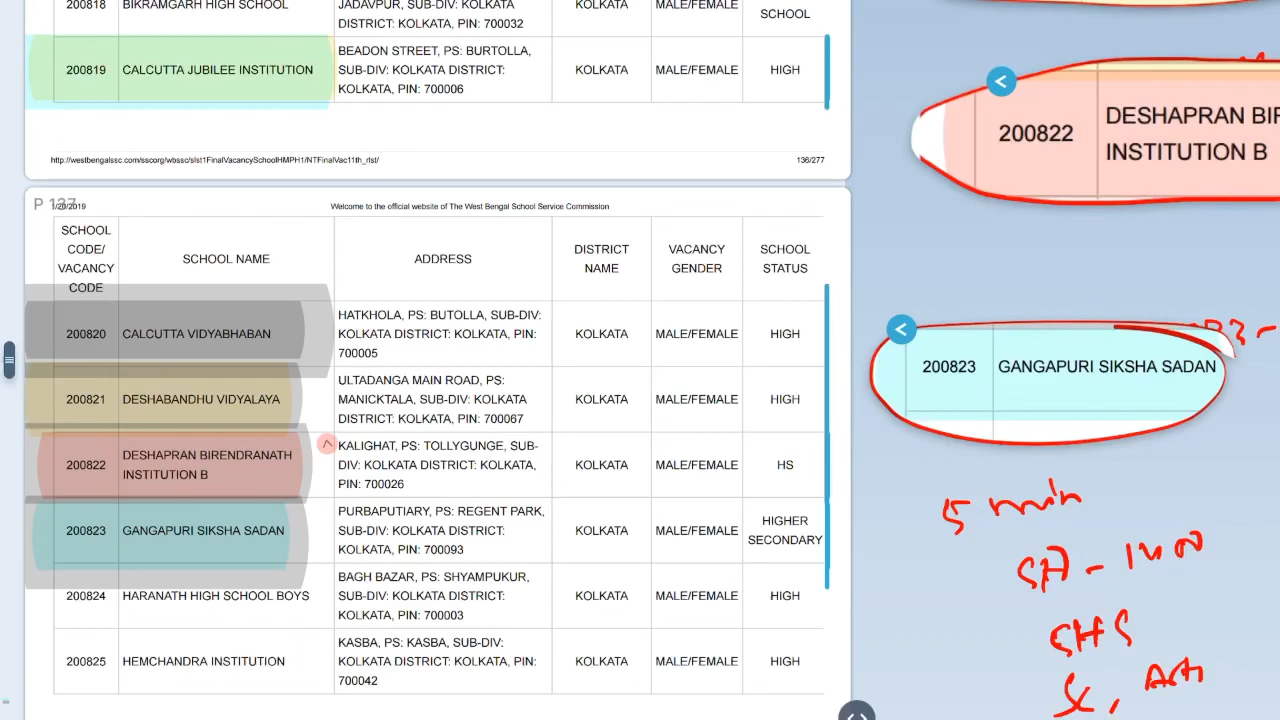 200818 BIKRAMGARH HIGH SCHOOL JADAVPUR, SUB-DIV: KOLKATA KOLKATA MALE/FEMALE SCHOOL
DISTRICT: KOLKATA, PIN: 700032
200819 CALCUTTA JUBILEE INSTITUTION BEADON STREET, PS: BURTOLLA, KOLKATA MALE/FEMALE HIGH
SUB-DIV: KOLKATA DISTRICT:
KOLKATA, PIN: 700006
http://westbengalssc.com/sscorg/wbssc/slst1FinalVacancySchoolHMPH1/NTFinalVac11th_rlst/ 136/277
P 137
/20/2019 Welcome to the official website of The West Bengal School Service Commission
SCHOOL CODE/ VACANCY CODE SCHOOL NAME ADDRESS DISTRICT NAME VACANCY GENDER SCHOOL STATUS
200820 CALCUTTA VIDYABHABAN HATKHOLA, PS: BUTOLLA, SUB-DIV: KOLKATA MALE/FEMALE HIGH
KOLKATA DISTRICT: KOLKATA, PIN:
700005
200821 DESHABANDHU VIDYALAYA ULTADANGA MAIN ROAD, PS: KOLKATA MALE/FEMALE HIGH
MANICKTALA, SUB-DIV: KOLKATA
DISTRICT: KOLKATA, PIN: 700067
200822 DESHAPRAN BIRENDRANATH INSTITUTION B KALIGHAT, PS: TOLLYGUNGE, SUB- KOLKATA MALE/FEMALE HS
DIV: KOLKATA DISTRICT: KOLKATA,
PIN: 700026
200823 GANGAPURI SIKSHA SADAN PURBAPUTIARY, PS: REGENT PARK, KOLKATA MALE/FEMALE HIGHER SECONDARY
SUB-DIV: KOLKATA DISTRICT:
KOLKATA, PIN: 700093
200824 HARANATH HIGH SCHOOL BOYS BAGH BAZAR, PS: SHYAMPUKUR, KOLKATA MALE/FEMALE HIGH
SUB-DIV: KOLKATA DISTRICT:
KOLKATA, PIN: 700003
200825 HEMCHANDRA INSTITUTION KASBA, PS: KASBA, SUB-DIV: KOLKATA MALE/FEMALE HIGH
KOLKATA DISTRICT: KOLKATA, PIN:
700042
200822 DESHAPRAN BIR
INSTITUTION B
200823 GANGAPURI SIKSHA SADAN
5 min
SHS